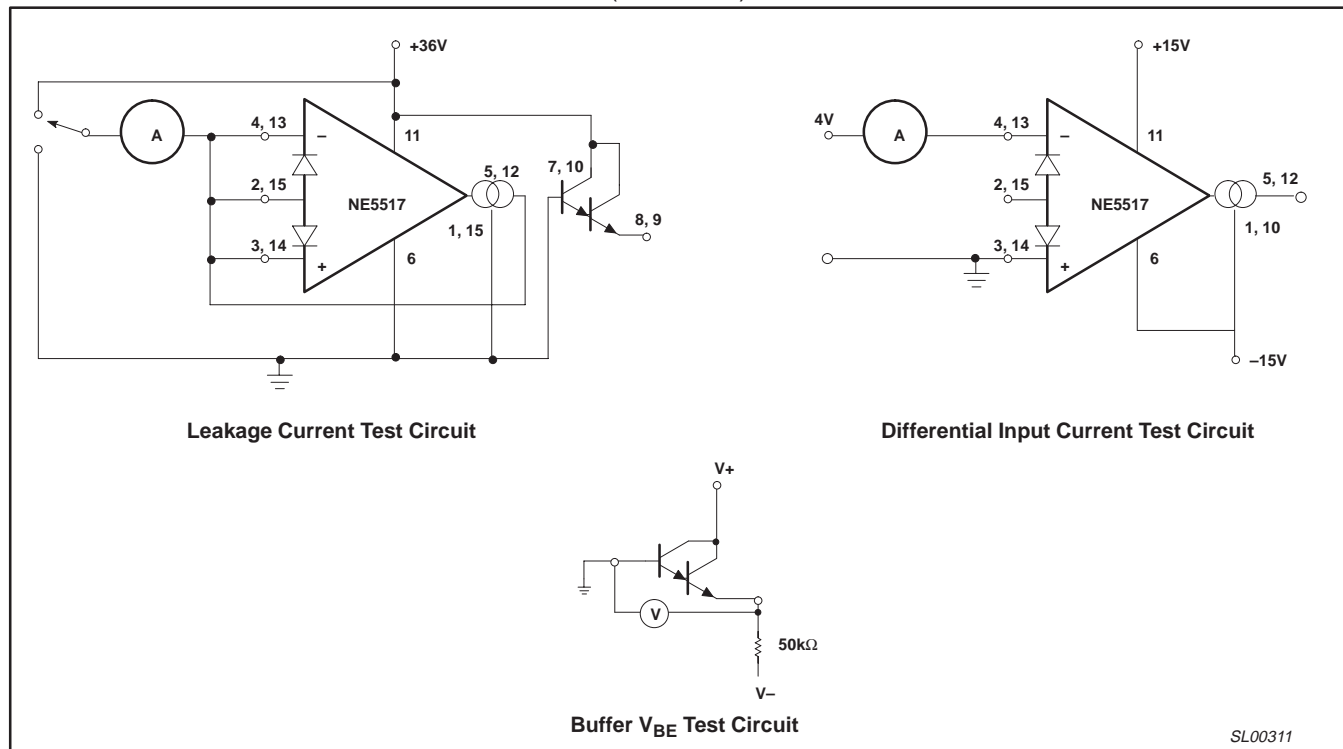 +36V
A
4, 13
–
11
2, 15
NE5517
5, 12
7, 10
8, 9
1, 15
3, 14
+
6
Leakage Current Test Circuit
+15V
4V
A
4, 13
–
11
2, 15
NE5517
5, 12
1, 10
3, 14
+
6
–15V
Differential Input Current Test Circuit
V+
V
50kΩ
V–
Buffer VBE Test Circuit
SL00311